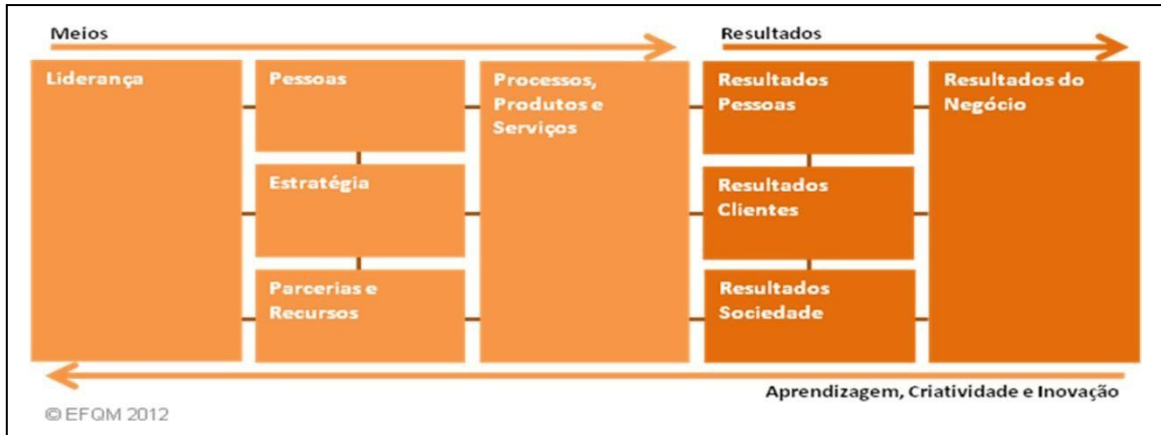 Meios
Resultados
Liderança
Pessoas
Processos,
Produtos e
Serviços
Resultados
Pessoas
Resultados do
Negócio
Estratégia
Resultados
Clientes
Parcerias e
Recursos
Resultados
Sociedade
Aprendizagem, Criatividade e Inovação
© EFQM 2012